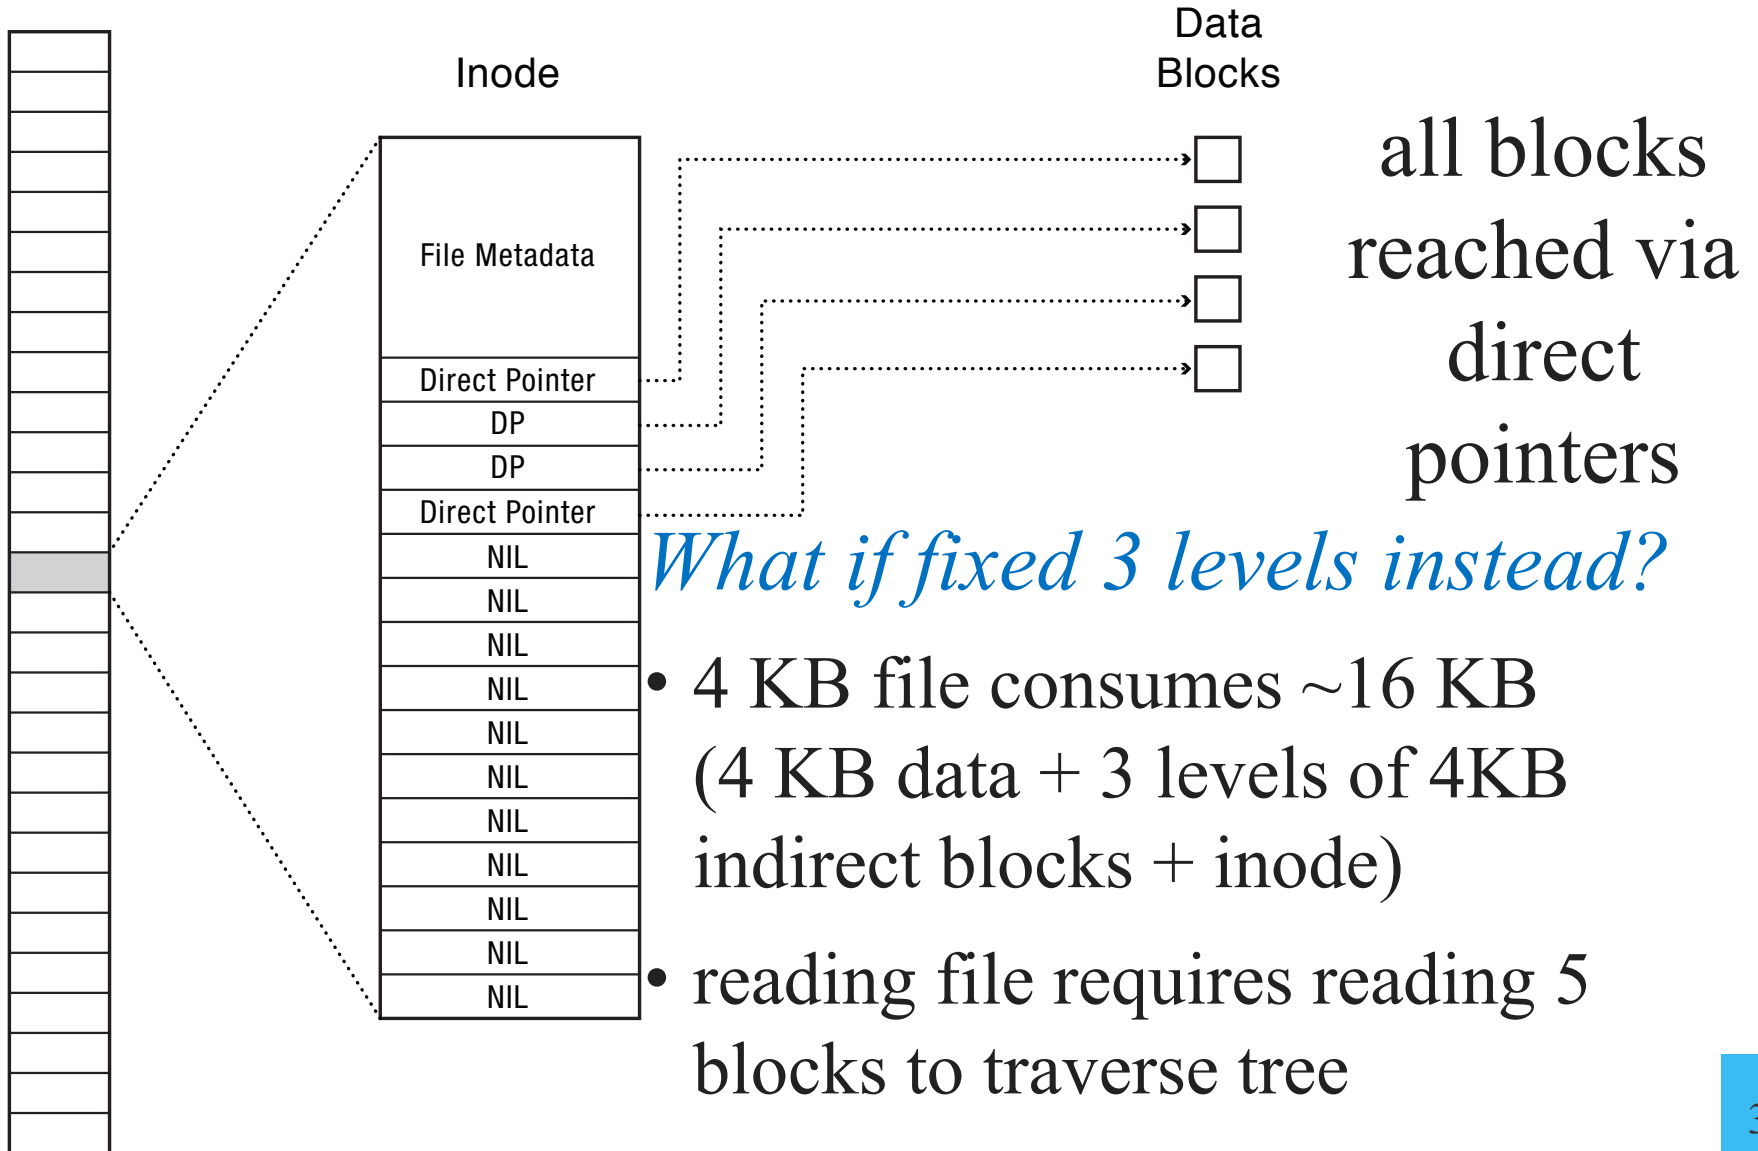 Inode
Data
Blocks
File Metadata
Direct Pointer
DP
DP
Direct Pointer
NIL
NIL
NIL
NIL
NIL
NIL
NIL
NIL
NIL
NIL
NIL
all blocks
reached via
direct
pointers
What if fixed 3 levels instead?
• 4 KB file consumes ~16 KB
(4 KB data + 3 levels of 4KB
indirect blocks + inode)
• reading file requires reading 5
blocks to traverse tree